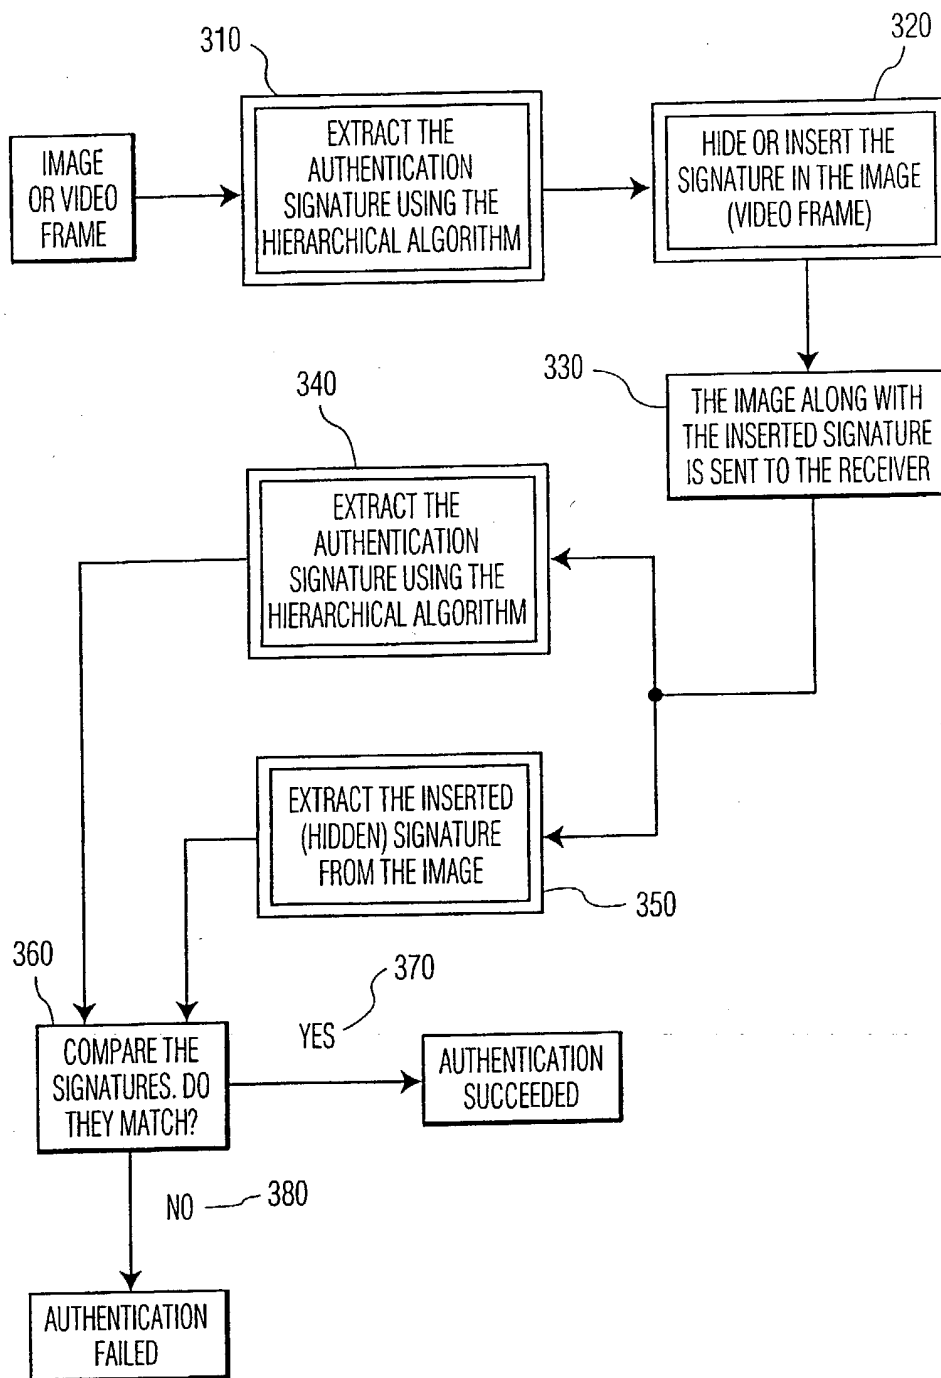 310
320
IMAGE
OR VIDEO
FRAME
EXTRACT THE
AUTHENTICATION
SIGNATURE USING THE
HIERARCHICAL ALGORITHM
HIDE OR INSERT THE
SIGNATURE IN THE IMAGE
(VIDEO FRAME)
330
THE IMAGE ALONG WITH
THE INSERTED SIGNATURE
IS SENT TO THE RECEIVER
340
EXTRACT THE
AUTHENTICATION
SIGNATURE USING THE
HIERARCHICAL ALGORITHM
EXTRACT THE INSERTED
(HIDDEN) SIGNATURE
FROM THE IMAGE
350
360
COMPARE THE
SIGNATURES. DO
THEY MATCH?
370
YES
AUTHENTICATION
SUCCEEDED
NO
380
AUTHENTICATION
FAILED